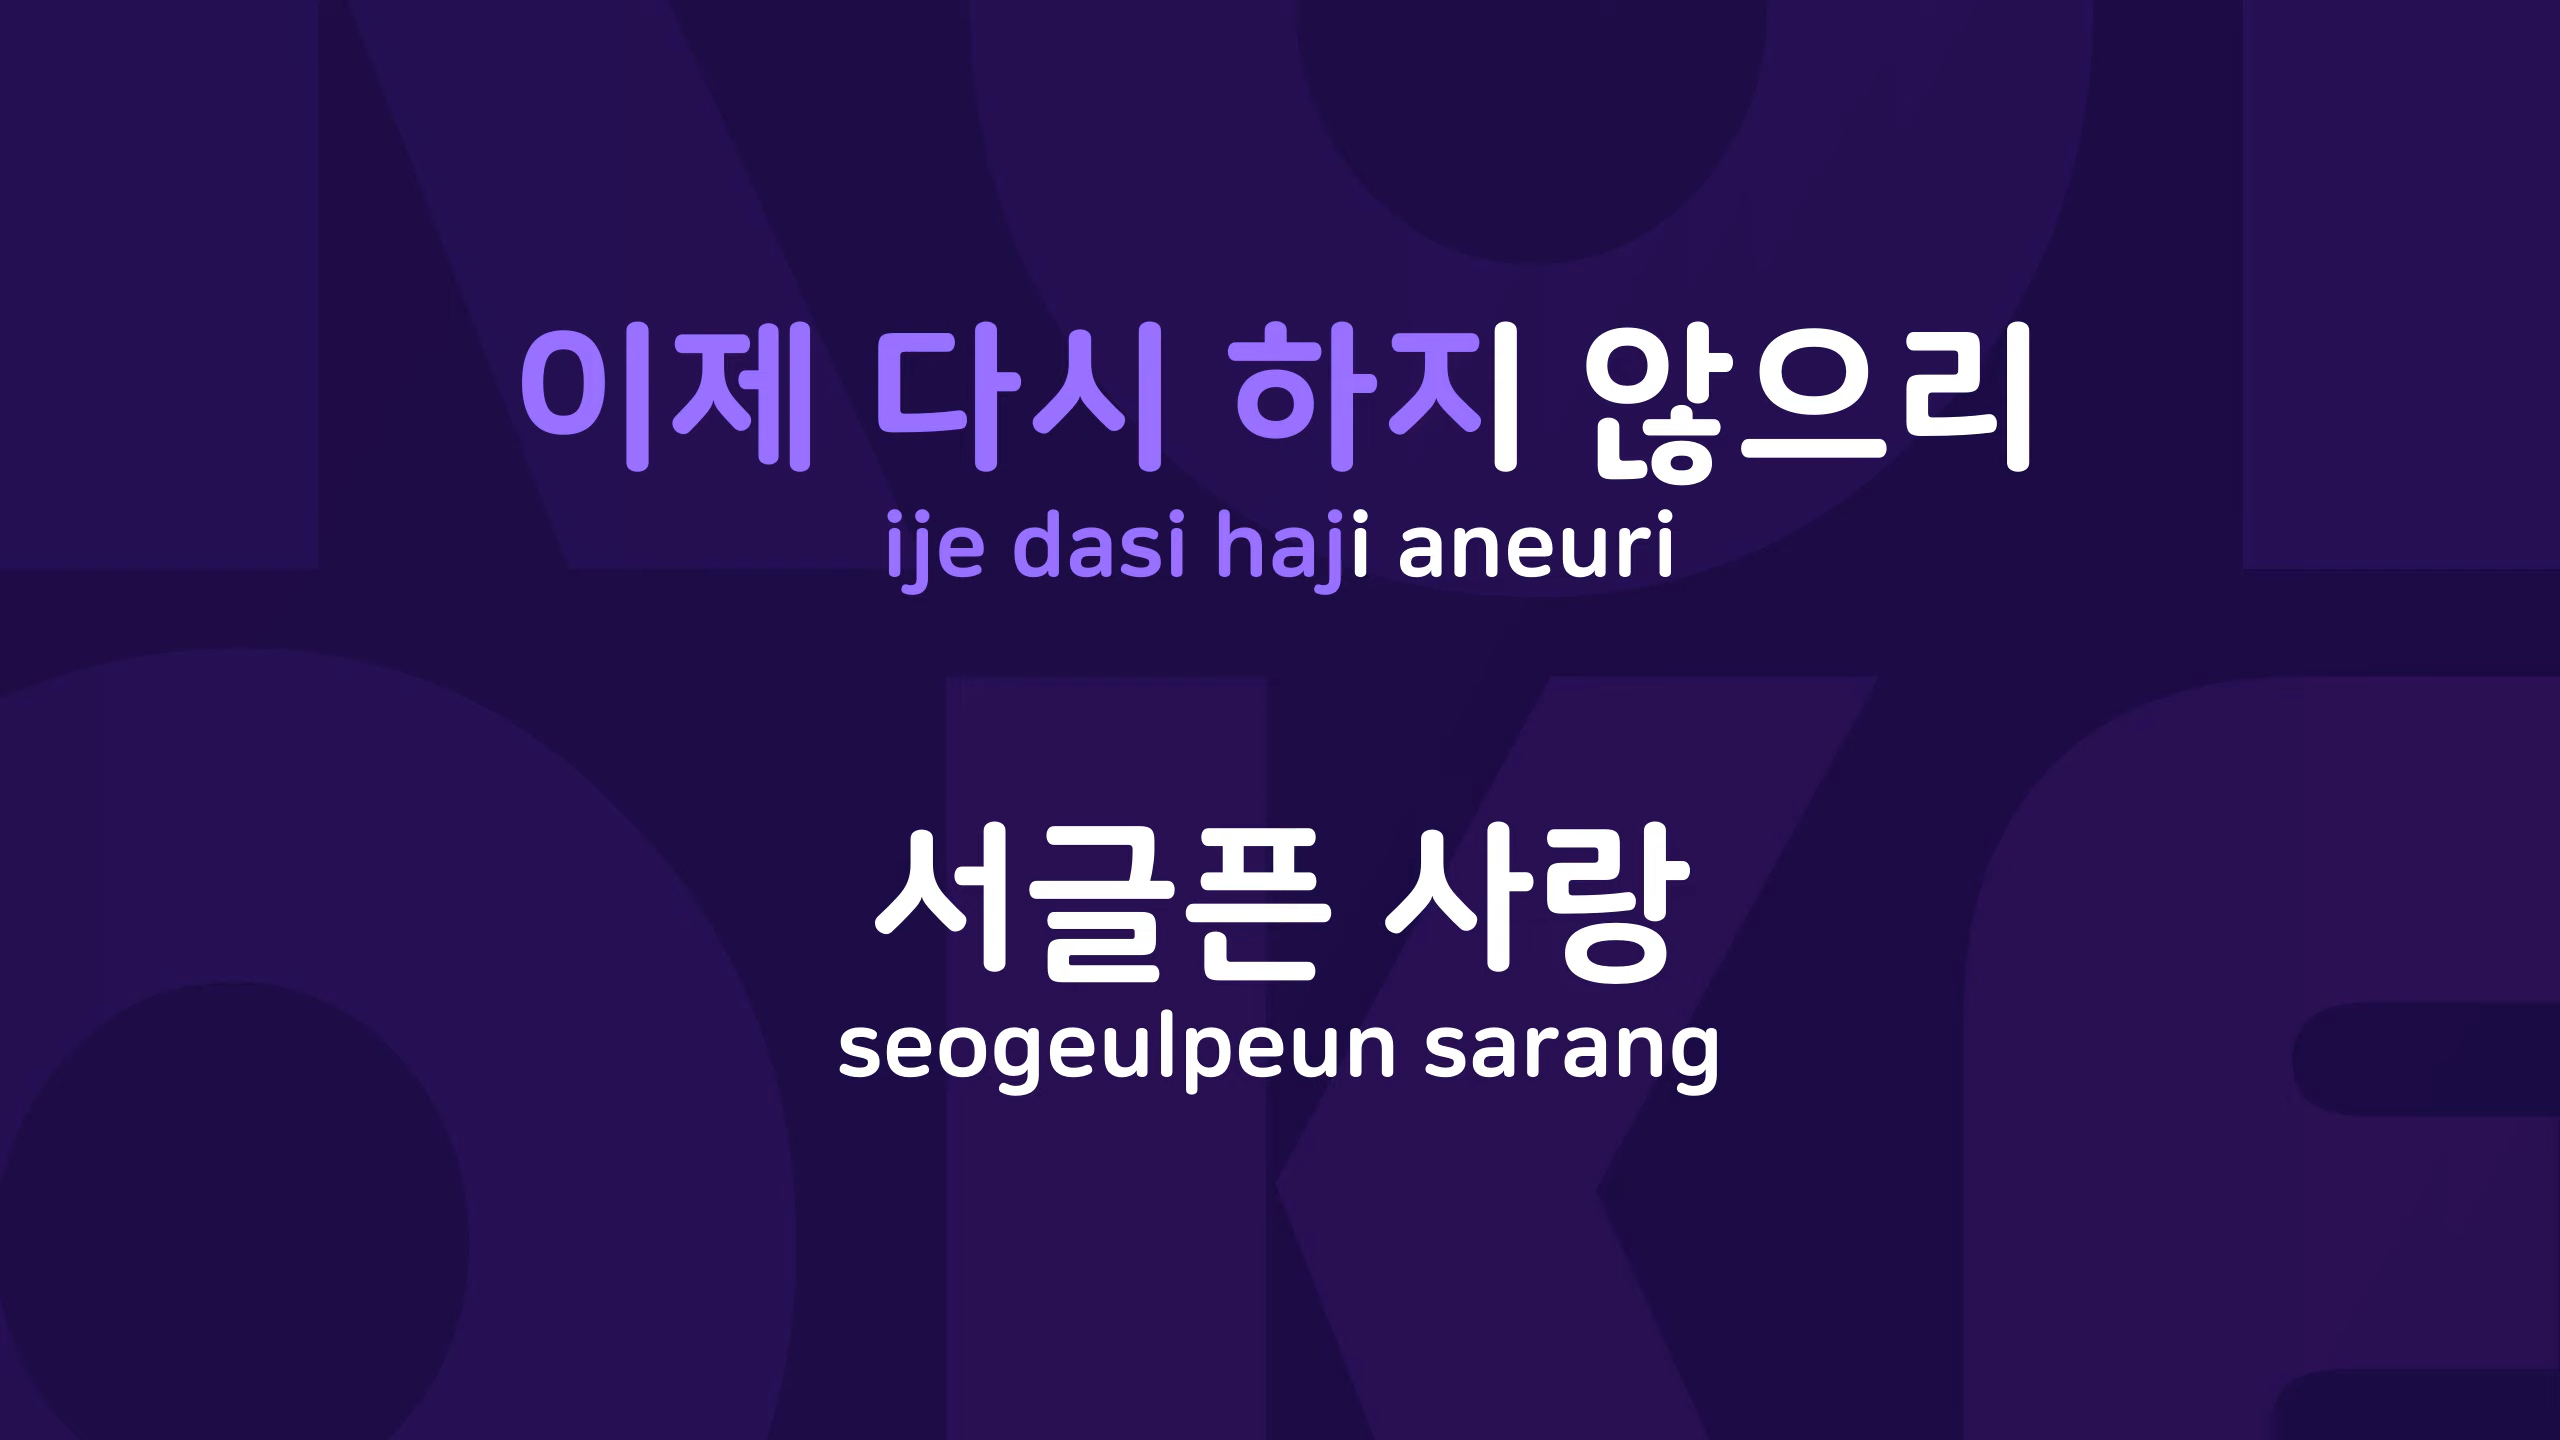 이제 다시 하지 않으리
ije dasi haji aneuri
서글픈 사랑
seogeulpeun sarang